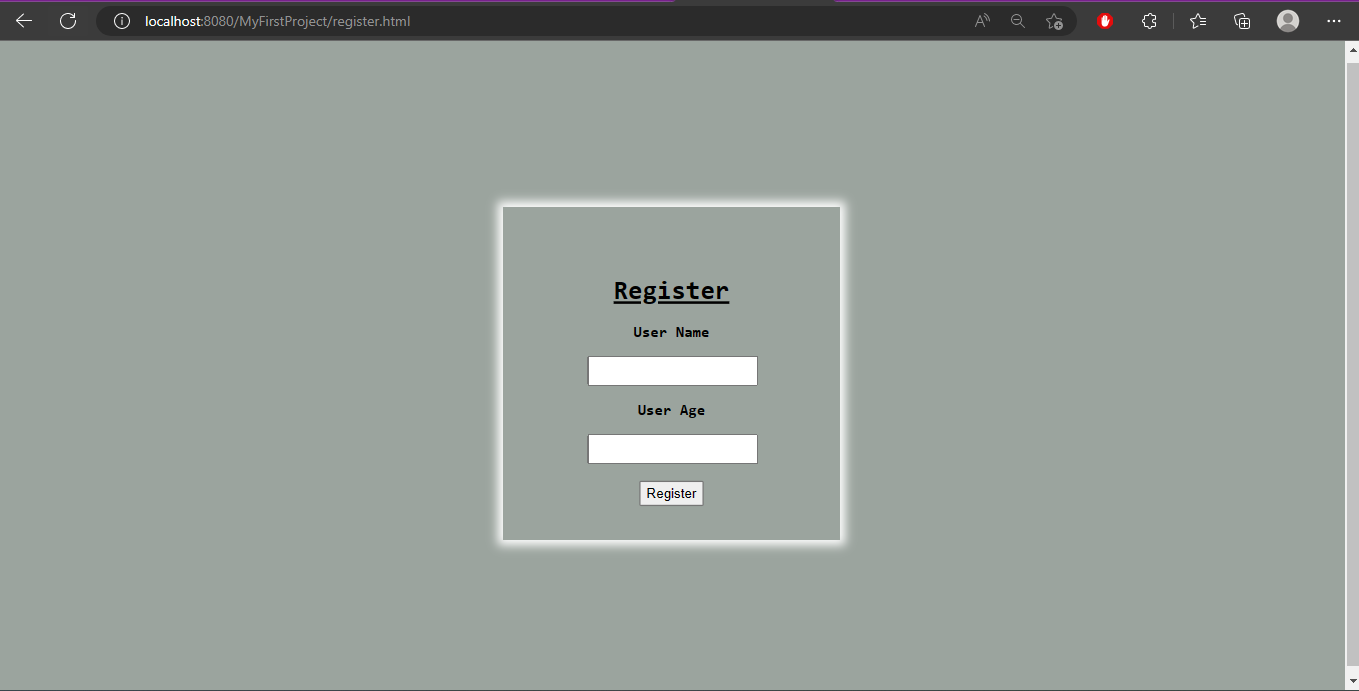 localhost:8080/MyFirstProject/register.html
Register
User Name
User Age
Register